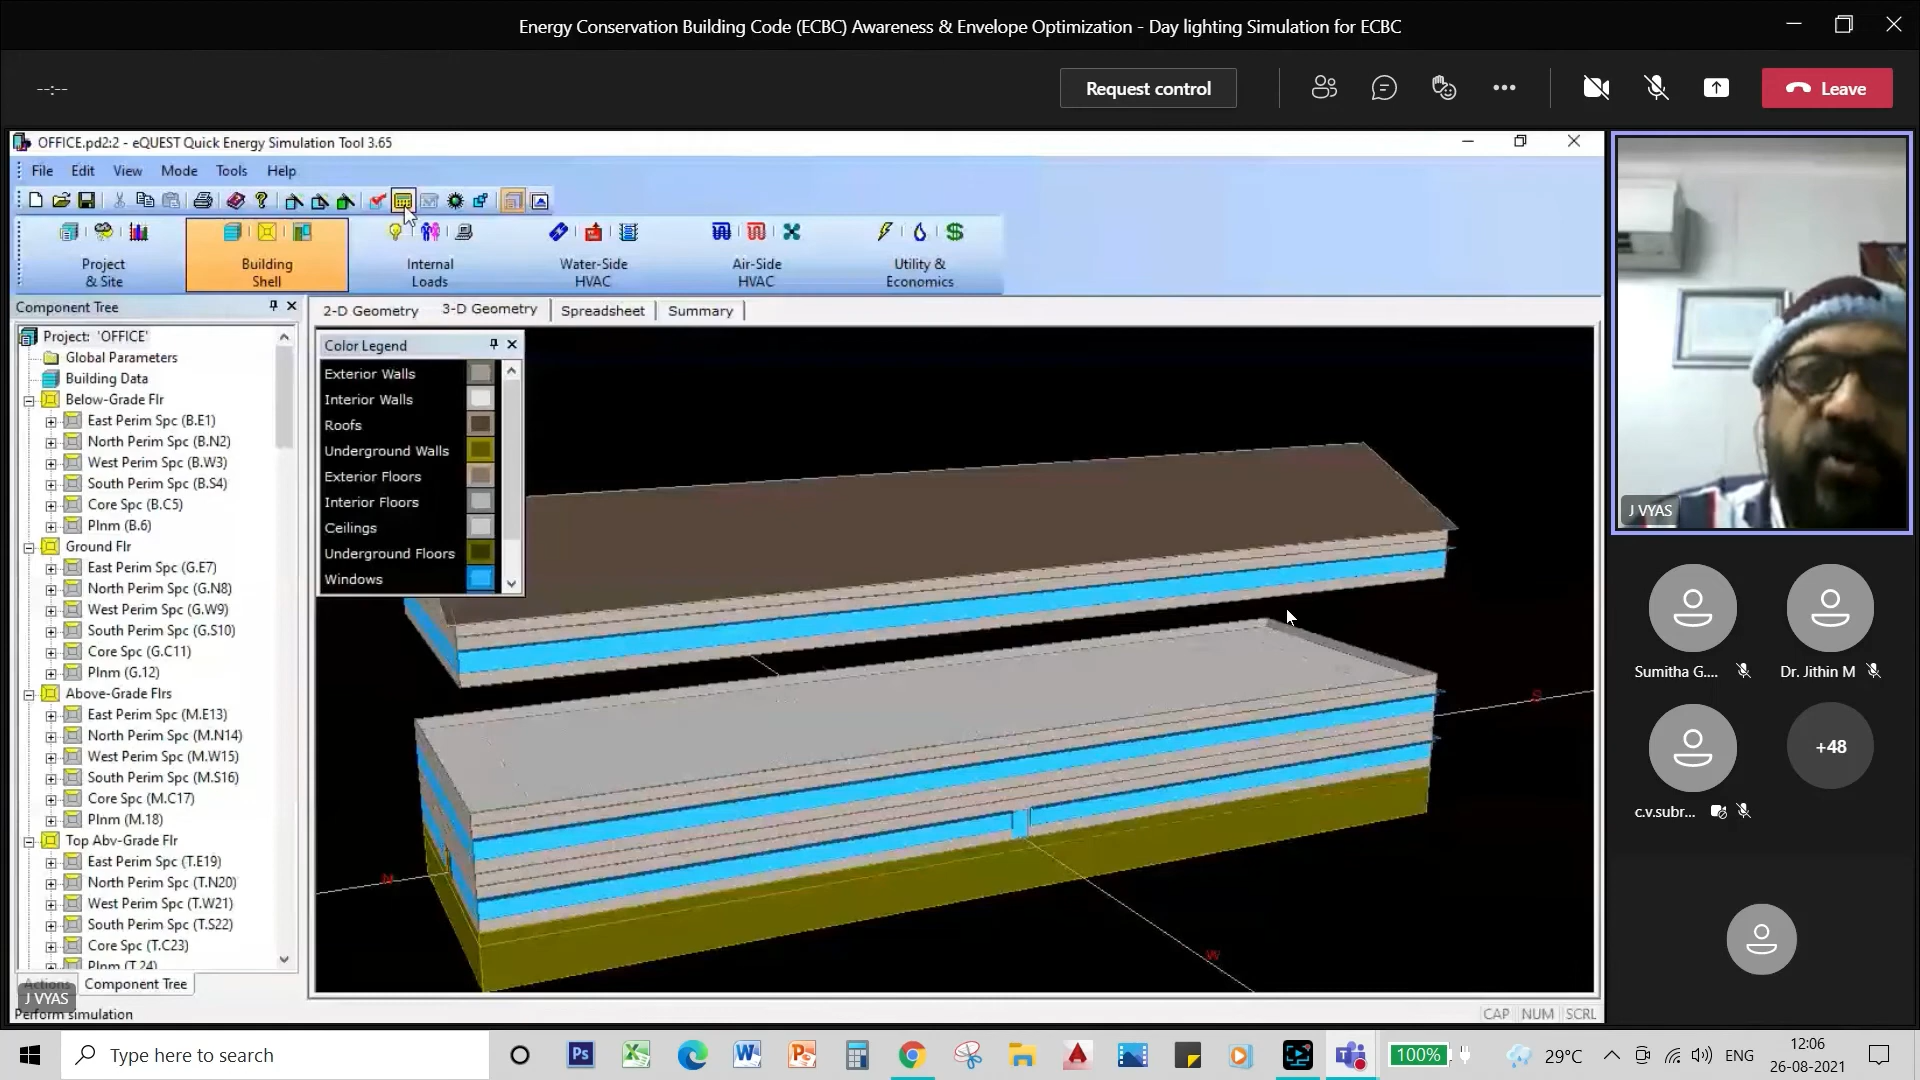 Energy Conservation Building Code (ECBC) Awareness & Envelope Optimization - Day lighting Simulation for ECBC
--:--
Request control
Leave
OFFICE.pd2:2 - eQUEST Quick Energy Simulation Tool 3.65
File Edit View Mode Tools Help
Project & Site
Building Shell
Internal Loads
Water-Side HVAC
Air-Side HVAC
Utility & Economics
Component Tree
2-D Geometry 3-D Geometry Spreadsheet Summary
Project: 'OFFICE'
Global Parameters
Building Data
Below-Grade Flr
East Perim Spc (B.E1)
North Perim Spc (B.N2)
West Perim Spc (B.W3)
South Perim Spc (B.S4)
Core Spc (B.C5)
Plnm (B.6)
Ground Flr
East Perim Spc (G.E7)
North Perim Spc (G.N8)
West Perim Spc (G.W9)
South Perim Spc (G.S10)
Core Spc (G.C11)
Plnm (G.12)
Above-Grade Flrs
East Perim Spc (M.E13)
North Perim Spc (M.N14)
West Perim Spc (M.W15)
South Perim Spc (M.S16)
Core Spc (M.C17)
Plnm (M.18)
Top Abv-Grade Flr
East Perim Spc (T.E19)
North Perim Spc (T.N20)
West Perim Spc (T.W21)
South Perim Spc (T.S22)
Core Spc (T.C23)
Plnm (T.24)
Actions Component Tree
J VYAS
Perform simulation
Color Legend
Exterior Walls
Interior Walls
Roofs
Underground Walls
Exterior Floors
Interior Floors
Ceilings
Underground Floors
Windows
S
N
W
CAP NUM SCRL
J VYAS
Sumitha G....
Dr. Jithin M
c.v.subr...
+48
Type here to search
Ps
100%
29°C
ENG
12:06
26-08-2021